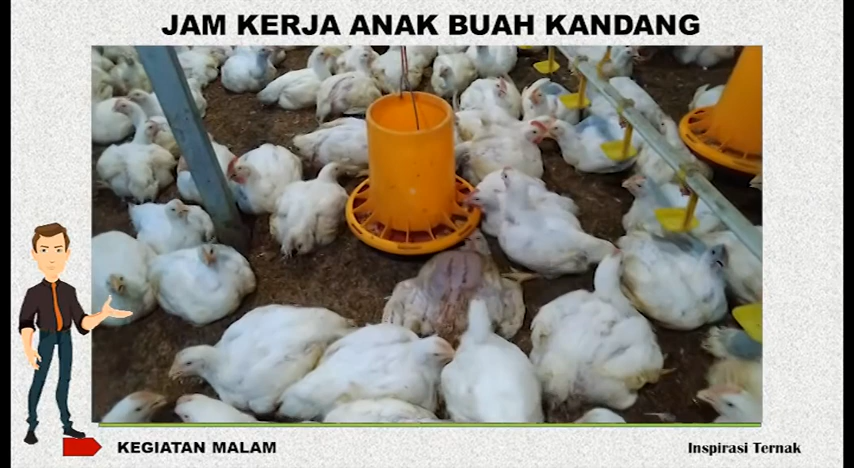 JAM KERJA ANAK BUAH KANDANG
KEGIATAN MALAM
Inspirasi Ternak